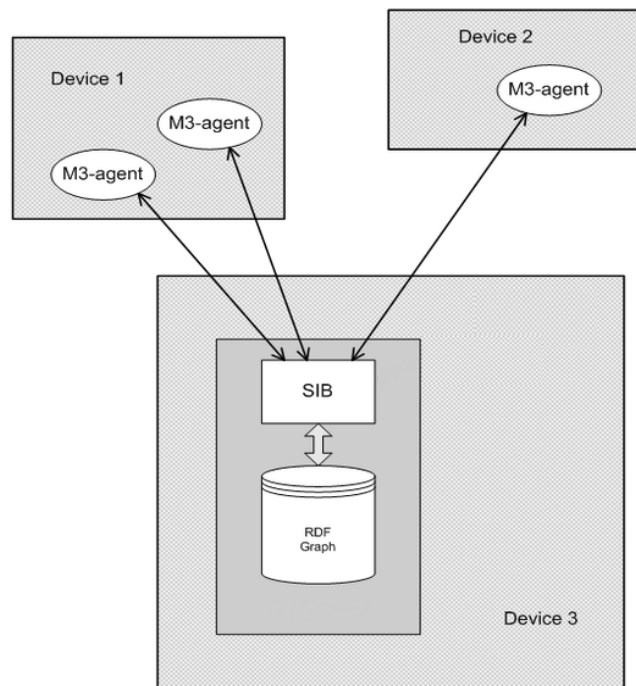 Device 1
M3-agent
M3-agent
Device 2
M3-agent
SIB
RDF
Graph
Device 3